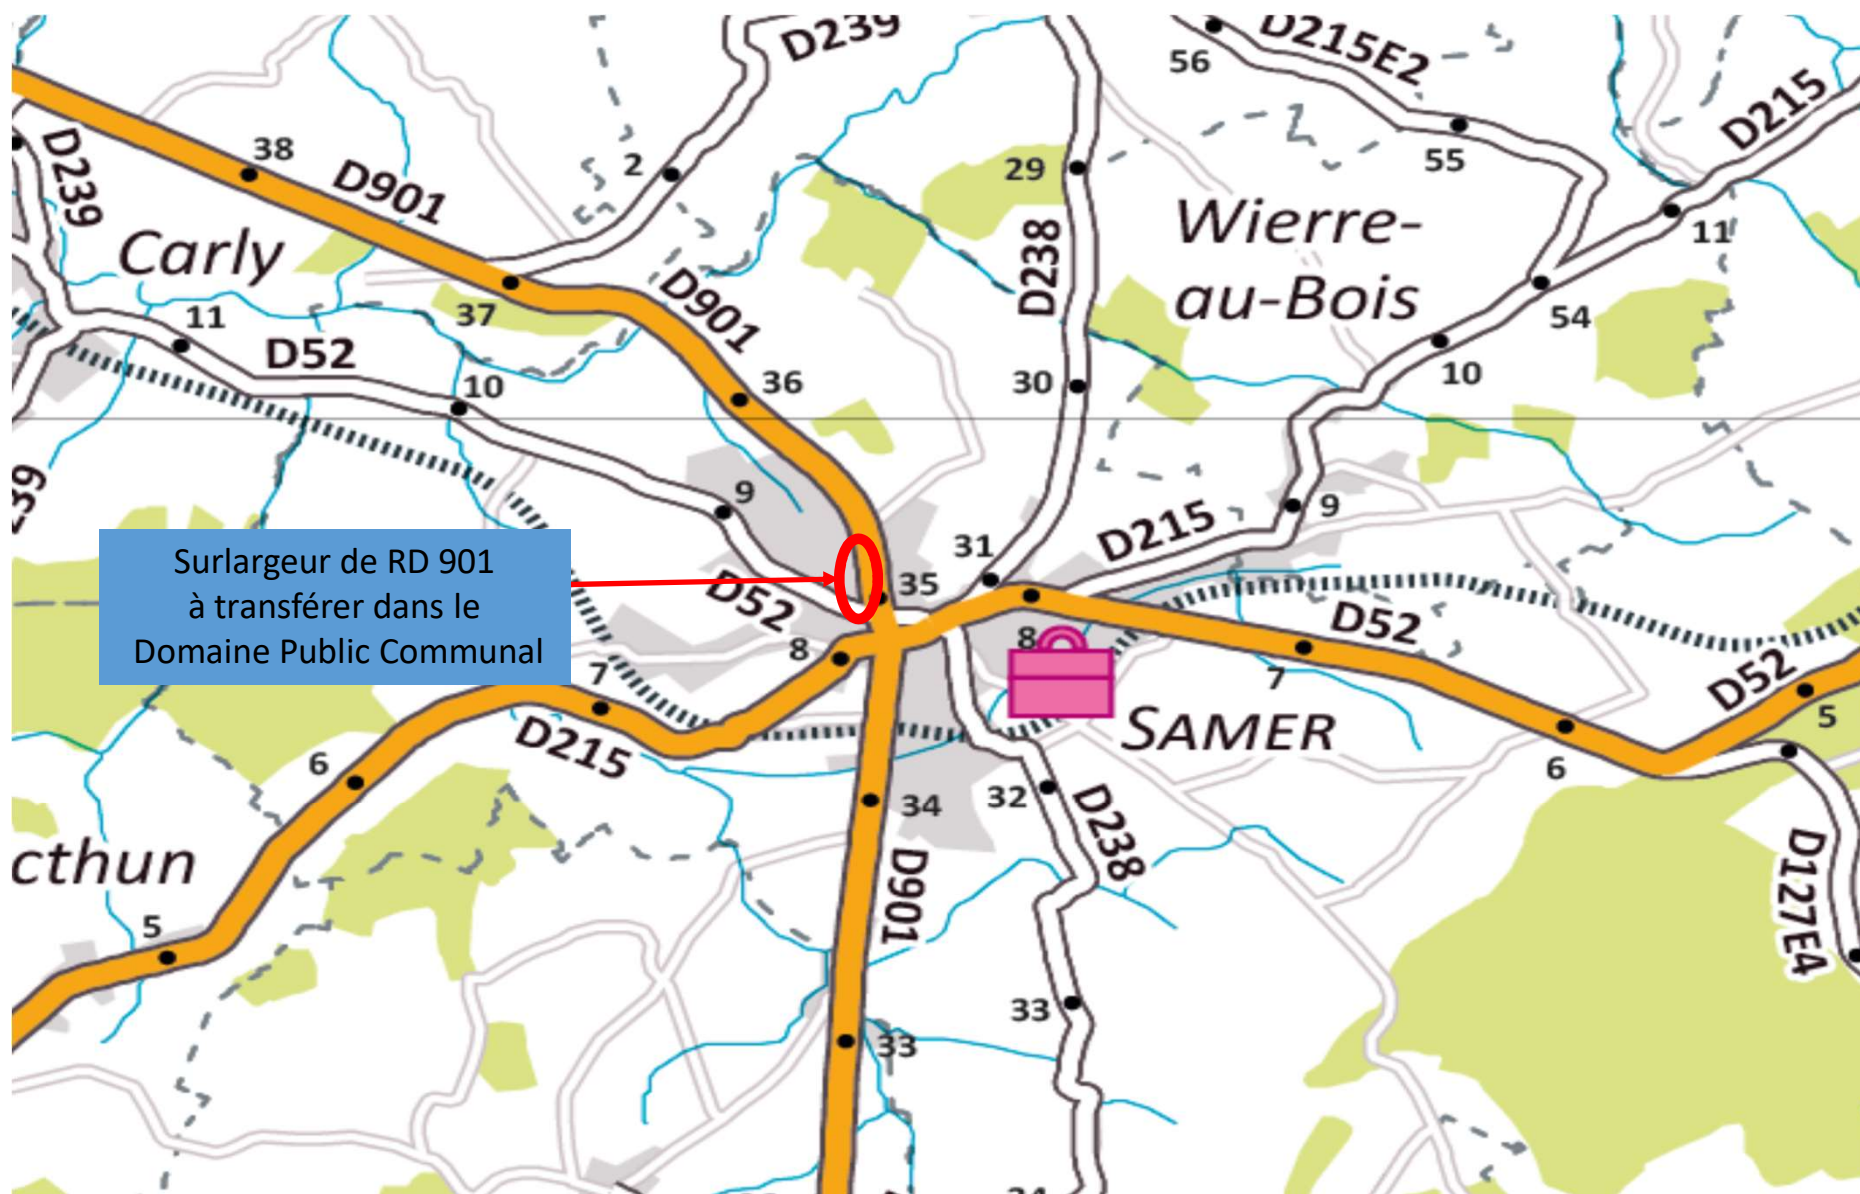 D239
D215E2
56
D215
55
38
2
29
D239
D901
Wierre-
au-Bois
11
Carly
D238
D901
37
11
54
D52
36
30
10
10
239
9
9
D215
31
Surlargeur de RD 901
à transférer dans le
Domaine Public Communal
35
D52
8
8
D52
7
7
D52
5
SAMER
D215
6
6
34
32
D238
cthun
D901
D127E4
5
33
33